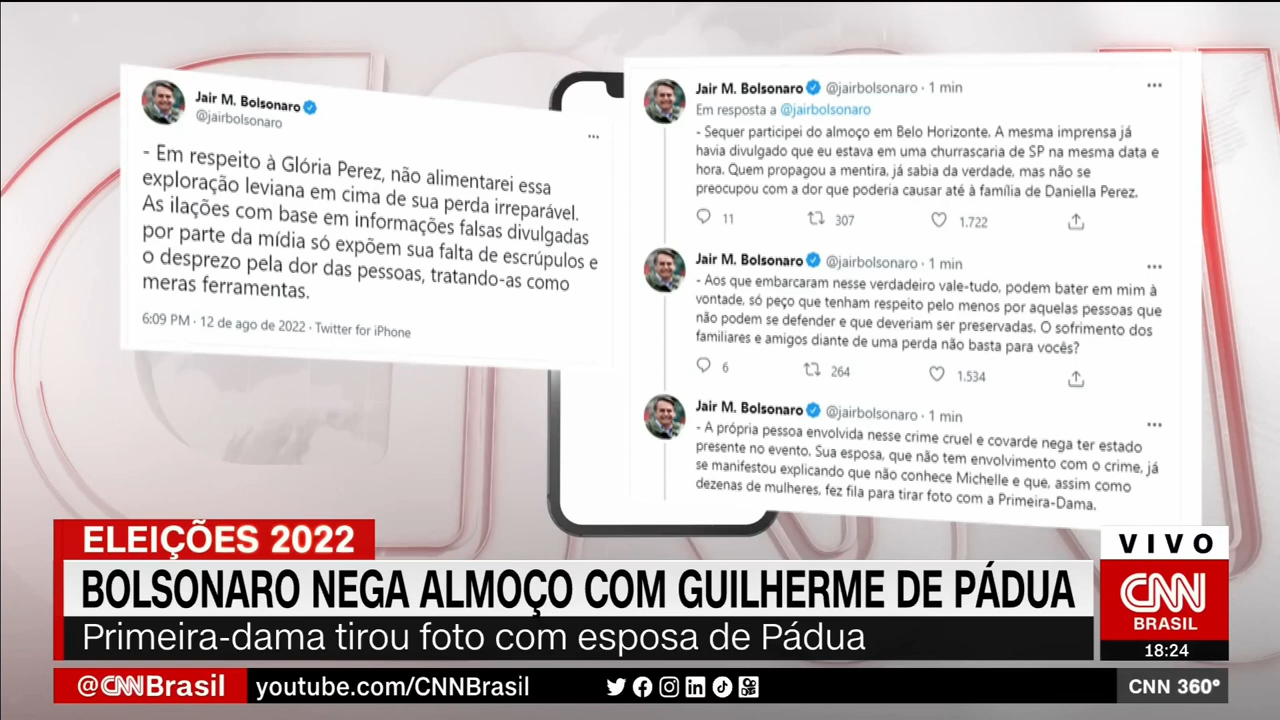 Jair M. Bolsonaro
@jairbolsonaro
- Em respeito à Glória Perez, não alimentarei essa
exploração leviana em cima de sua perda irreparável.
As ilações com base em informações falsas divulgadas
por parte da mídia só expõem sua falta de escrúpulos e
o desprezo pela dor das pessoas, tratando-as como
meras ferramentas.
6:09 PM · 12 de ago de 2022 · Twitter for iPhone
Jair M. Bolsonaro @jairbolsonaro · 1 min
Em resposta a @jairbolsonaro
- Sequer participei do almoço em Belo Horizonte. A mesma imprensa já
havia divulgado que eu estava em uma churrascaria de SP na mesma data e
hora. Quem propagou a mentira, já sabia da verdade, mas não se
preocupou com a dor que poderia causar até à família de Daniella Perez.
11 307 1.722
Jair M. Bolsonaro @jairbolsonaro · 1 min
- Aos que embarcaram nesse verdadeiro vale-tudo, podem bater em mim à
vontade, só peço que tenham respeito pelo menos por aquelas pessoas que
não podem se defender e que deveriam ser preservadas. O sofrimento dos
familiares e amigos diante de uma perda não basta para vocês?
6 264 1.534
Jair M. Bolsonaro @jairbolsonaro · 1 min
- A própria pessoa envolvida nesse crime cruel e covarde nega ter estado
presente no evento. Sua esposa, que não tem envolvimento com o crime, já
se manifestou explicando que não conhece Michelle e que, assim como
dezenas de mulheres, fez fila para tirar foto com a Primeira-Dama.
ELEIÇÕES 2022
BOLSONARO NEGA ALMOÇO COM GUILHERME DE PÁDUA
Primeira-dama tirou foto com esposa de Pádua
VIVO
CNN
BRASIL
18:24
@CNNBrasil youtube.com/CNNBrasil
CNN 360°